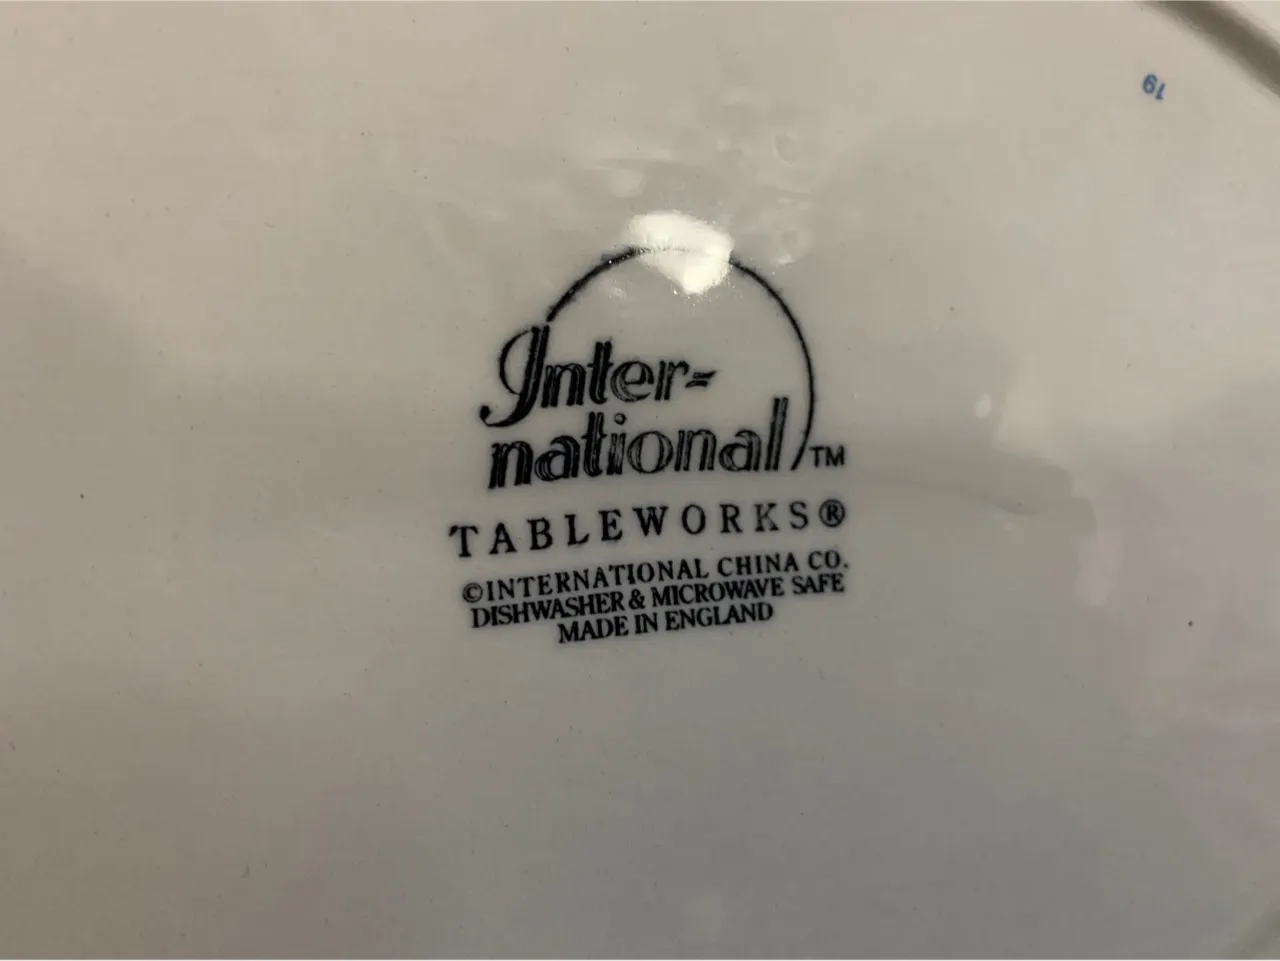 19
Inter-
national™
TABLEWORKS®
©INTERNATIONAL CHINA CO.
DISHWASHER & MICROWAVE SAFE
MADE IN ENGLAND